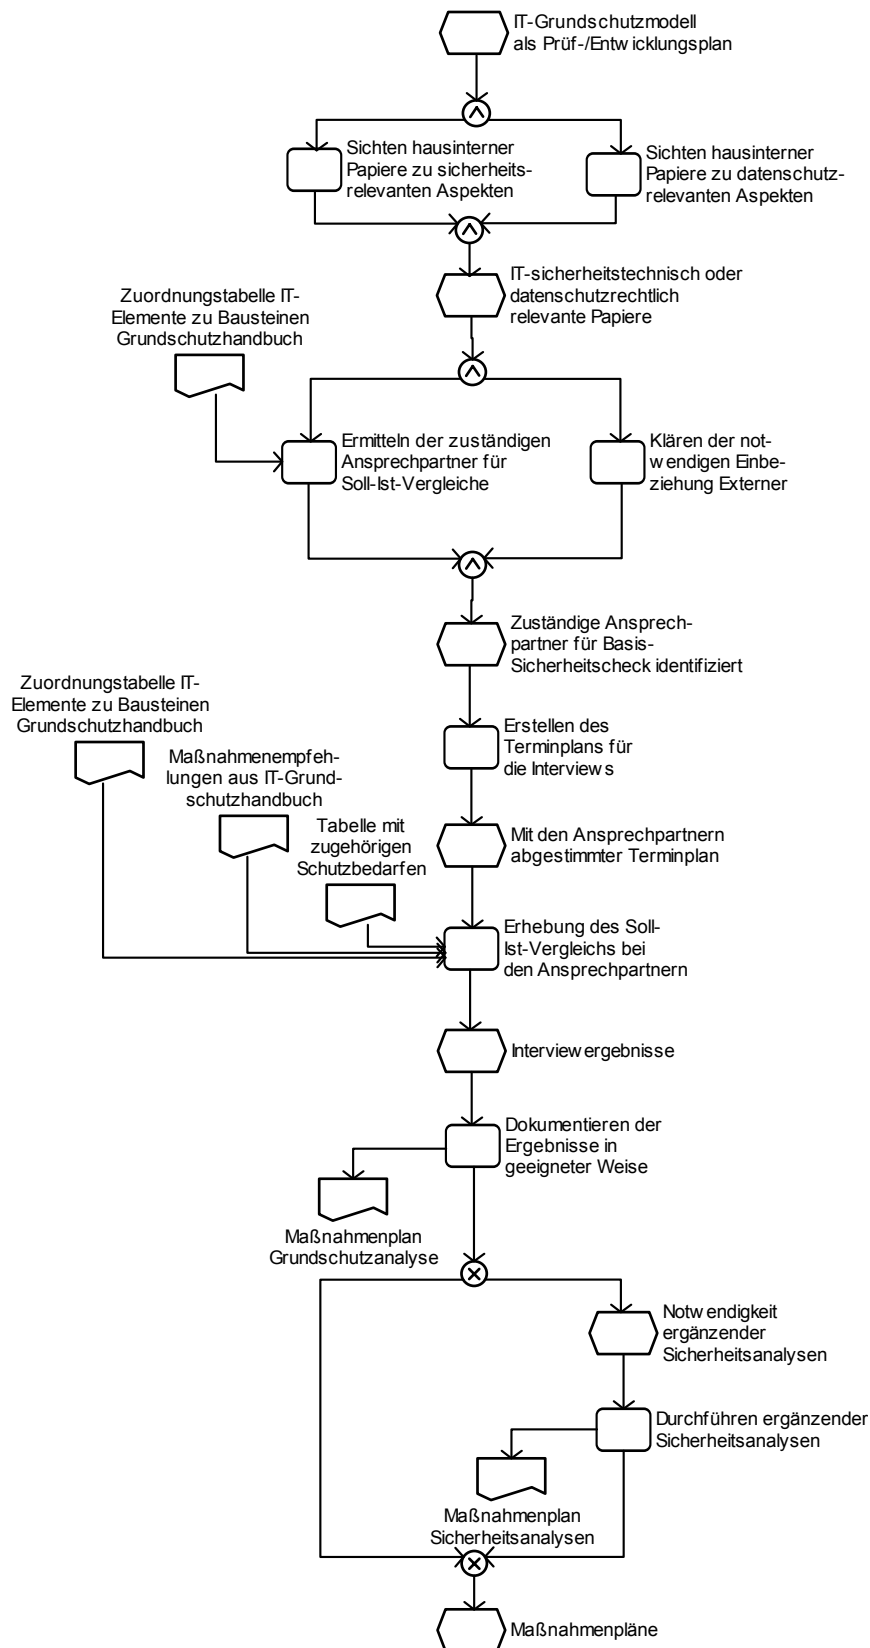 IT-Grundschutzmodell
als Prüf-/Entwicklungsplan
Sichten hausinterner
Papiere zu sicherheits-
relevanten Aspekten
Sichten hausinterner
Papiere zu datenschutz-
relevanten Aspekten
IT-sicherheitstechnisch oder
datenschutzrechtlich
relevante Papiere
Zuordnungstabelle IT-
Elemente zu Bausteinen
Grundschutzhandbuch
Ermitteln der zuständigen
Ansprechpartner für
Soll-Ist-Vergleiche
Klären der not-
wendigen Einbe-
ziehung Externer
Zuständige Ansprech-
partner für Basis-
Sicherheitscheck identifiziert
Zuordnungstabelle IT-
Elemente zu Bausteinen
Grundschutzhandbuch
Erstellen des
Terminplans für
die Interviews
Maßnahmenempfeh-
lungen aus IT-Grund-
schutzhandbuch
Tabelle mit
zugehörigen
Schutzbedarfen
Mit den Ansprechpartnern
abgestimmter Terminplan
Erhebung des Soll-
Ist-Vergleichs bei
den Ansprechpartnern
Interviewergebnisse
Dokumentieren der
Ergebnisse in
geeigneter Weise
Maßnahmenplan
Grundschutzanalyse
Notwendigkeit
ergänzender
Sicherheitsanalysen
Durchführen ergänzender
Sicherheitsanalysen
Maßnahmenplan
Sicherheitsanalysen
Maßnahmenpläne